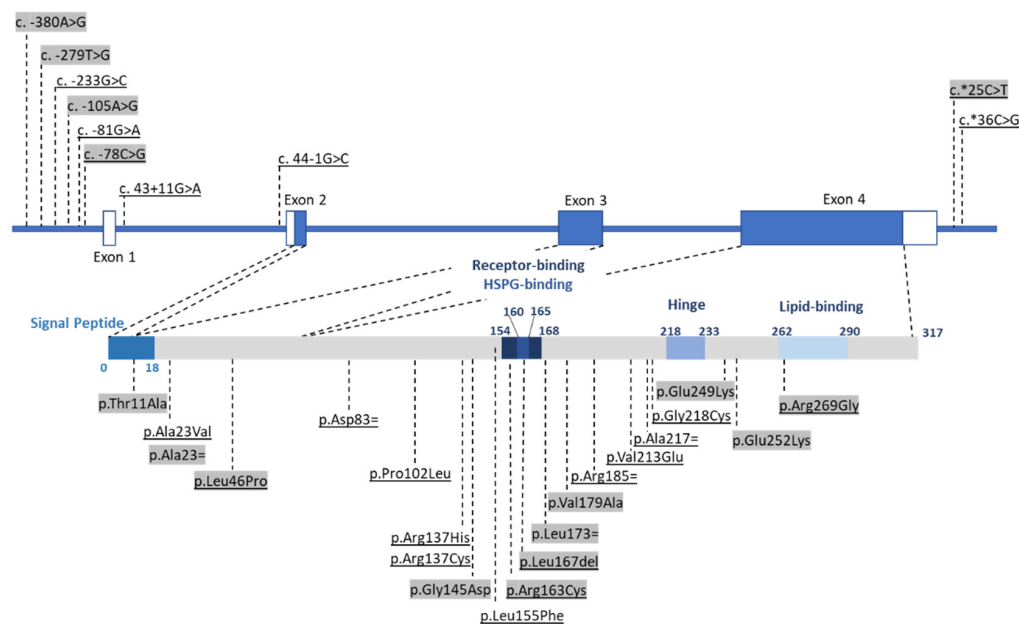 c. -380A>G
c. -279T>G
c. -233G>C
c. -105A>G
c. -81G>A
c. -78C>G
c. 43+11G>A
c. 44-1G>C
c.*25C>T
c.*36C>G
Exon 1
Exon 2
Exon 3
Exon 4
Receptor-binding
HSPG-binding
Hinge
Lipid-binding
Signal Peptide
154 160 165 168
218 233
262 290
317
0 18
p.Thr11Ala
p.Ala23Val
p.Ala23=
p.Leu46Pro
p.Asp83=
p.Pro102Leu
p.Arg137His
p.Arg137Cys
p.Gly145Asp
p.Leu155Phe
p.Arg163Cys
p.Leu167del
p.Leu173=
p.Val179Ala
p.Arg185=
p.Val213Glu
p.Ala217=
p.Gly218Cys
p.Glu249Lys
p.Glu252Lys
p.Arg269Gly